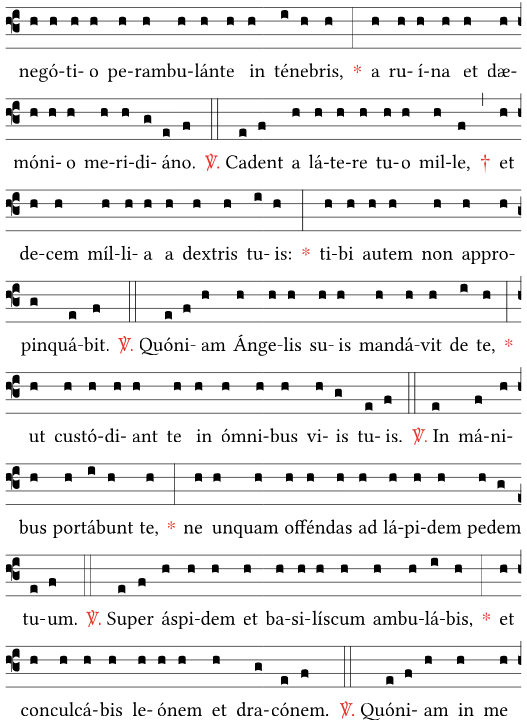 negó-ti-o pe-rambu-lánte in ténebris, * a ru-í-na et dæ-
móni-o me-ri-di-áno. ℣. Cadent a lá-te-re tu-o mil-le, † et
de-cem míl-li-a a dextris tu-is: * ti-bi autem non appro-
pinquá-bit. ℣. Quóni-am Ánge-lis su-is mandá-vit de te, *
ut custó-di-ant te in ómni-bus vi-is tu-is. ℣. In má-ni-
bus portábunt te, * ne unquam offéndas ad lá-pi-dem pedem
tu-um. ℣. Super áspi-dem et ba-si-líscum ambu-lá-bis, * et
conculcá-bis le-ónem et dra-cónem. ℣. Quóni-am in me